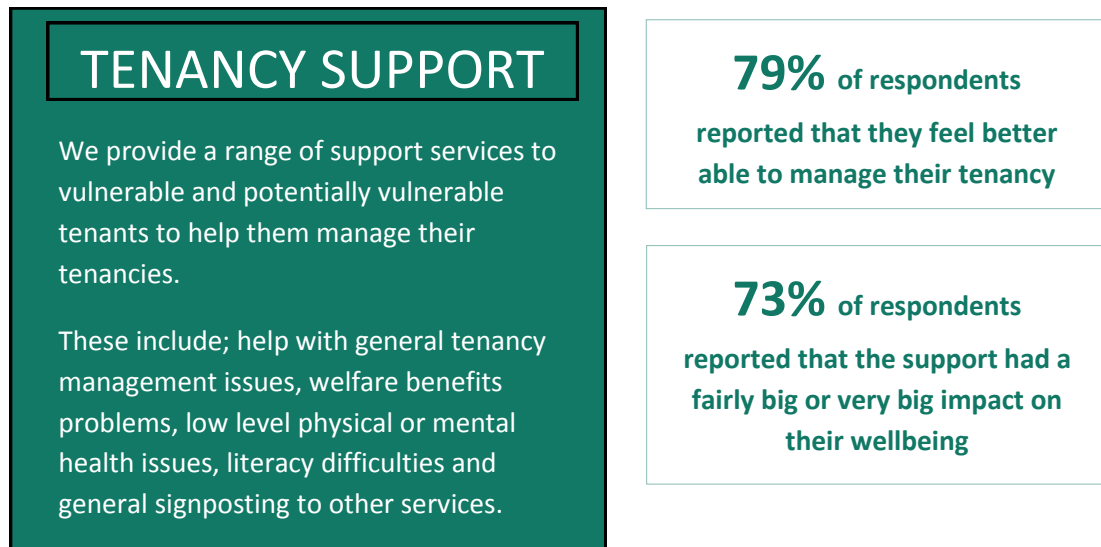 TENANCY SUPPORT
We provide a range of support services to
vulnerable and potentially vulnerable
tenants to help them manage their
tenancies.
These include; help with general tenancy
management issues, welfare benefits
problems, low level physical or mental
health issues, literacy difficulties and
general signposting to other services.
79% of respondents
reported that they feel better
able to manage their tenancy
73% of respondents
reported that the support had a
fairly big or very big impact on
their wellbeing